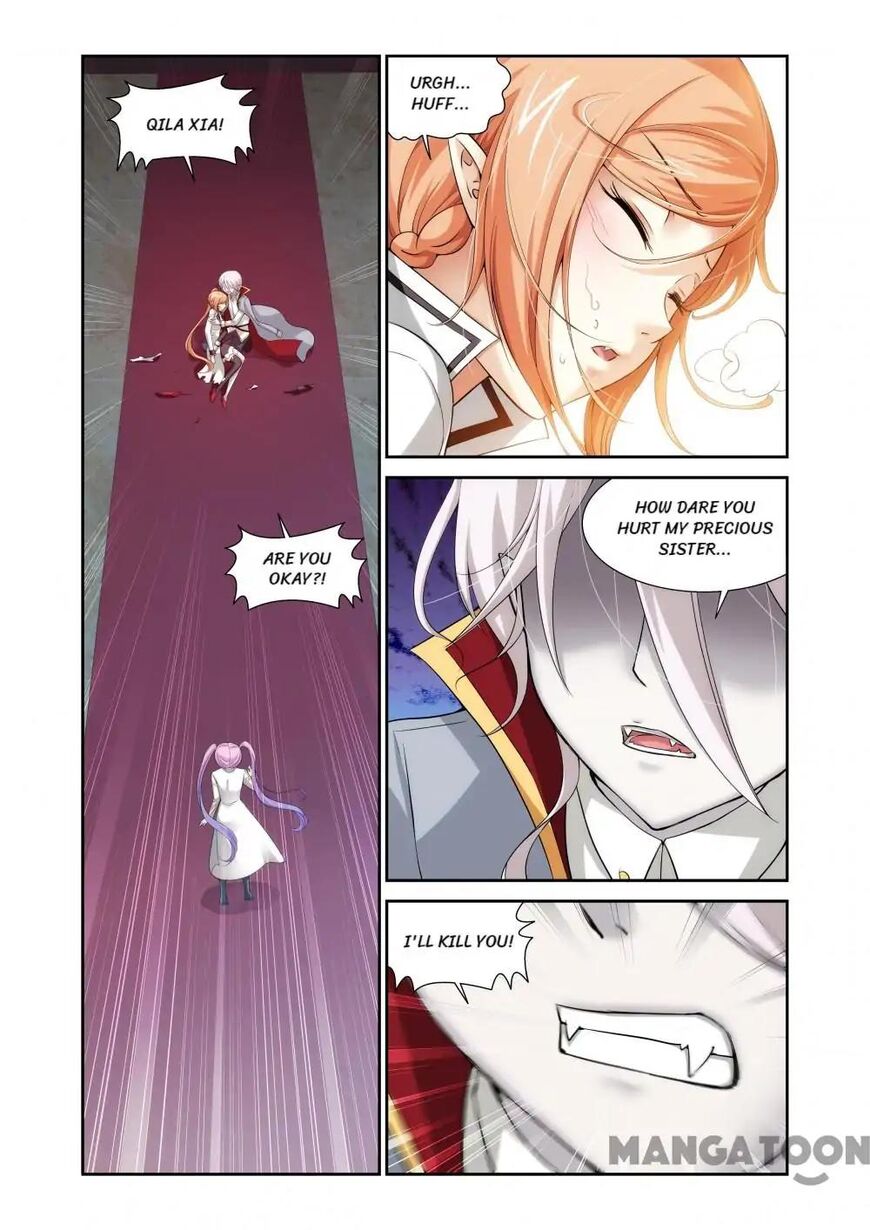 QILA XIA!
ARE YOU
OKAY?!
URGH...
HUFF...
HOW DARE YOU
HURT MY PRECIOUS
SISTER...
I'LL KILL YOU!
MANGATOON